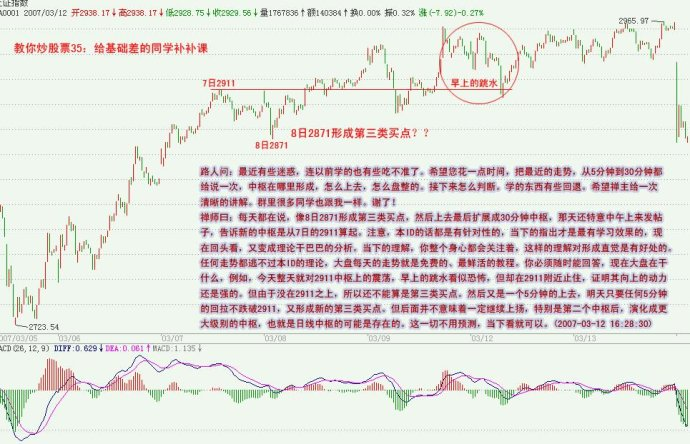 上证指数
A0001 2007/03/12 开2938.17↓高2938.17↓低2928.75↓收2929.56↓量1767836↑额140384↑换0.00% 振0.32% 涨(-7.92)-0.27%
2965.97
教你炒股票35：给基础差的同学补补课
7日2911
早上的跳水
8日2871形成第三类买点？？
8日2871
路人问：最近有些迷惑，连以前学的也有些吃不准了。希望您花一点时间，把最近的走势，从5分钟到30分钟都
给说一次，中枢在哪里形成，怎么上去，怎么盘整的。接下来怎么判断，学的东西有些回退。希望禅主给一次
清晰的讲解。群里很多同学也跟我一样。谢了！
禅师曰：每天都在说，像8日2871形成第三类买点，然后上去最后扩展成30分钟中枢，那天还特意中午上来发帖
子，告诉新的中枢是从7日的2911算起。注意，本ID的话都是有针对性的，当下的指出才是最有学习效果的，现
在回头看，又变成理论干巴巴的分析，当下的理解，你整个身心都会关注着，这样的理解对形成直觉是有好处的。
任何走势都逃不过本ID的理论，大盘每天的走势就是免费的、最鲜活的教程。你必须随时能回答，现在大盘在干
什么，例如，今天整天就对2911中枢上的震荡，早上的跳水看似恐怖，但却在2911附近止住，证明其向上的动力
还是强的，但由于没在2911之上，所以还不能算是第三类买点，然后又是一个5分钟的上去，明天只要任何5分钟
的回拉不跌破2911，又形成新的第三类买点。但后面并不意味着一定继续上扬，特别是第二个中枢后，演化成更
大级别的中枢，也就是日线中枢的可能是存在的，这一切不用预测，当下看就可以。(2007-03-12 16:28:30)
2723.54
007/03/05
03/06
03/07
03/08
03/09
03/12
03/13
ACD(26,12,9) DIFF:0.629↓ DEA:0.061↑ MACD:1.135↓